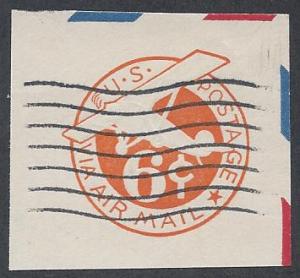 U.S. POSTAGE
6¢
VIA AIR MAIL